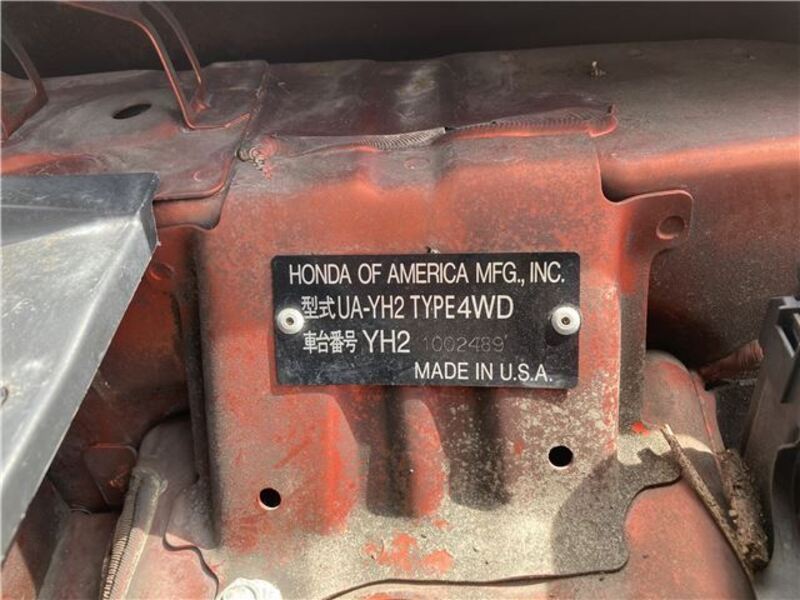 HONDA OF AMERICA MFG., INC.
型式 UA-YH2 TYPE 4WD
車台番号 YH2 1002489
MADE IN U.S.A.